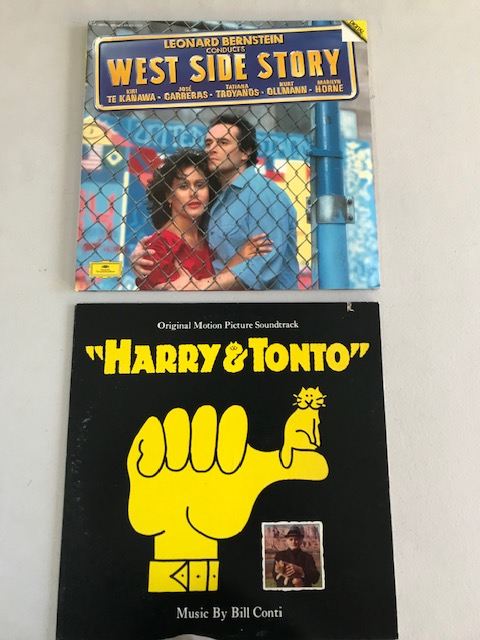 LEONARD BERNSTEIN
CONDUCTS
WEST SIDE STORY
KIRI TE KANAWA · JOSÉ CARRERAS · TATIANA TROYANOS · KURT OLLMANN · MARILYN HORNE
Original Motion Picture Soundtrack
"HARRY & TONTO"
Music By Bill Conti